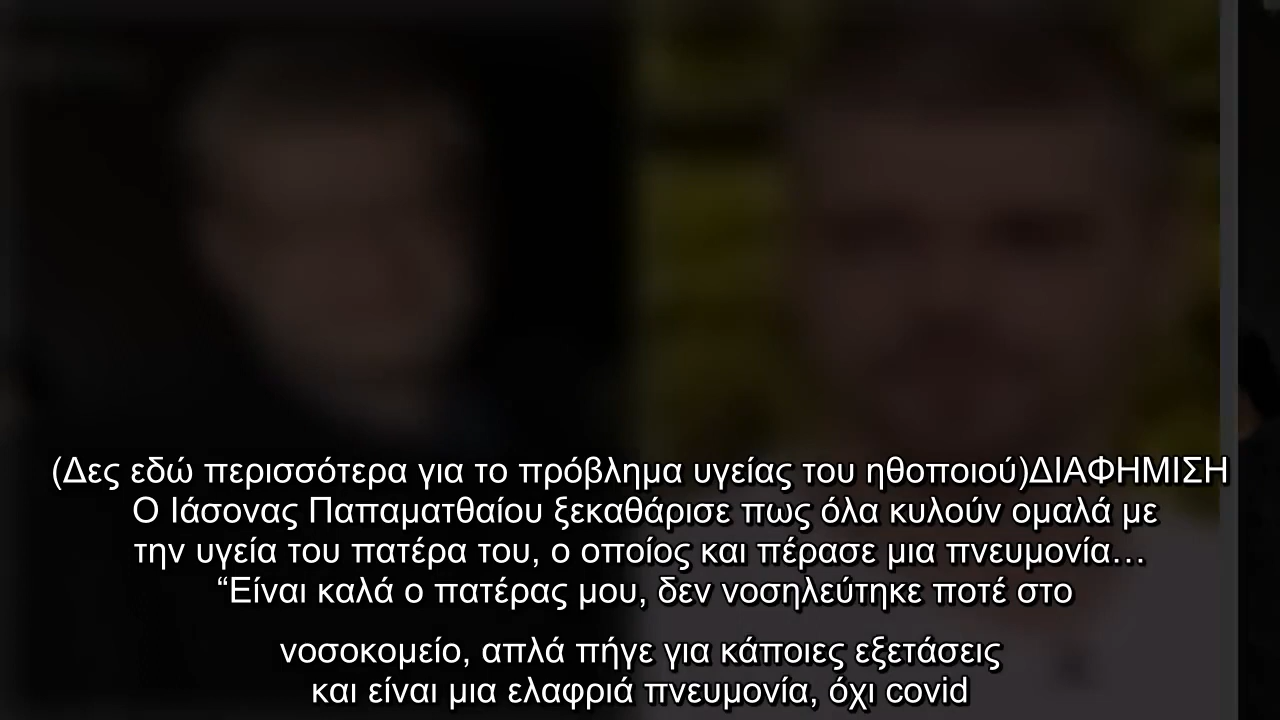 (Δες εδώ περισσότερα για το πρόβλημα υγείας του ηθοποιού)ΔΙΑΦΗΜΙΣΗ
Ο Ιάσονας Παπαματθαίου ξεκαθάρισε πως όλα κυλούν ομαλά με
την υγεία του πατέρα του, ο οποίος και πέρασε μια πνευμονία…
“Είναι καλά ο πατέρας μου, δεν νοσηλεύτηκε ποτέ στο
νοσοκομείο, απλά πήγε για κάποιες εξετάσεις
και είναι μια ελαφριά πνευμονία, όχι covid